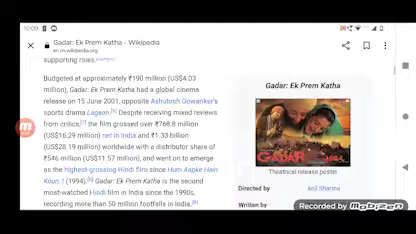 10:09
Gadar: Ek Prem Katha - Wikipedia
en.m.wikipedia.org
supporting roles.
Budgeted at approximately ₹190 million (US$4.03
million), Gadar: Ek Prem Katha had a global cinema
release on 15 June 2001, opposite Ashutosh Gowariker's
sports drama Lagaan.[6] Despite receiving mixed reviews
from critics,[7] the film grossed over ₹768.8 million
(US$16.29 million) net in India and ₹1.33 billion
(US$28.19 million) worldwide with a distributor share of
₹546 million (US$11.57 million), and went on to emerge
as the highest grossing Hindi film since Hum Aapke Hain
Koun..! (1994).[8] Gadar: Ek Prem Katha is the second
most-watched Hindi film in India since the 1990s,
recording more than 50 million footfalls in India.[9]
Gadar: Ek Prem Katha
GADAR
Theatrical release poster
Directed by Anil Sharma
Written by
Recorded by Mobizen